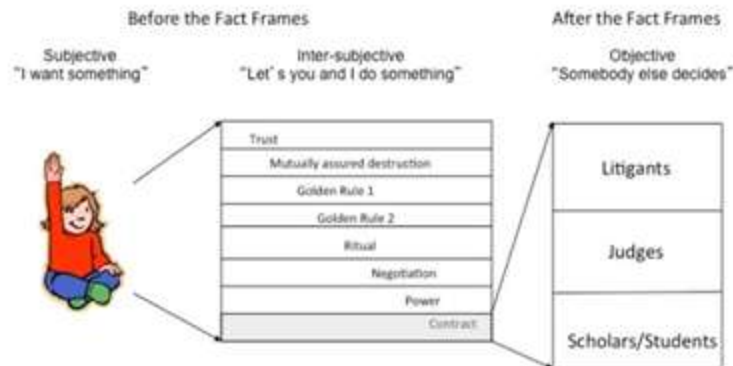 Before the Fact Frames
After the Fact Frames
Subjective
"I want something"
Inter-subjective
"Let's you and I do something"
Objective
"Somebody else decides"
Trust
Mutually assured destruction
Golden Rule 1
Golden Rule 2
Ritual
Negotiation
Power
Contract
Litigants
Judges
Scholars/Students